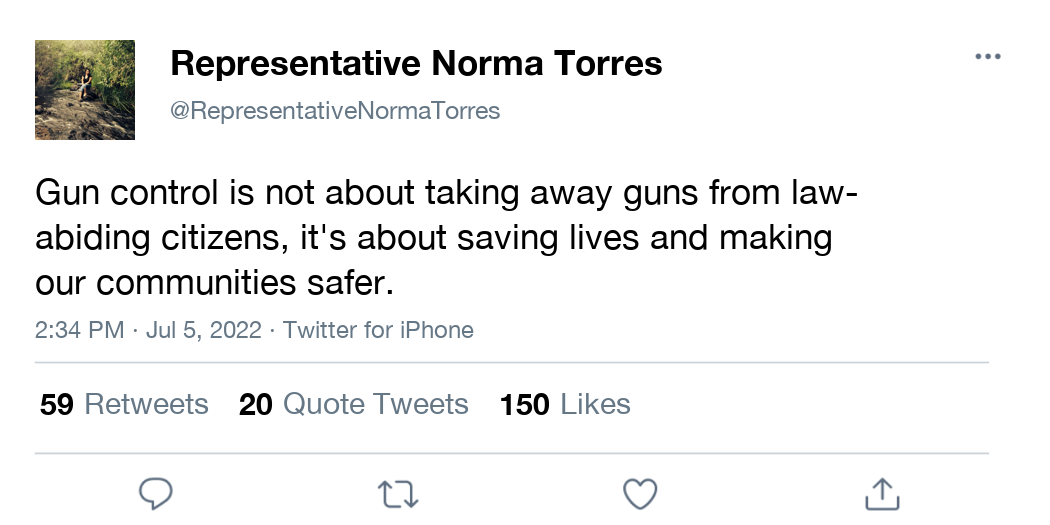 Representative Norma Torres
@RepresentativeNormaTorres
Gun control is not about taking away guns from law-
abiding citizens, it's about saving lives and making
our communities safer.
2:34 PM · Jul 5, 2022 · Twitter for iPhone
59 Retweets 20 Quote Tweets 150 Likes